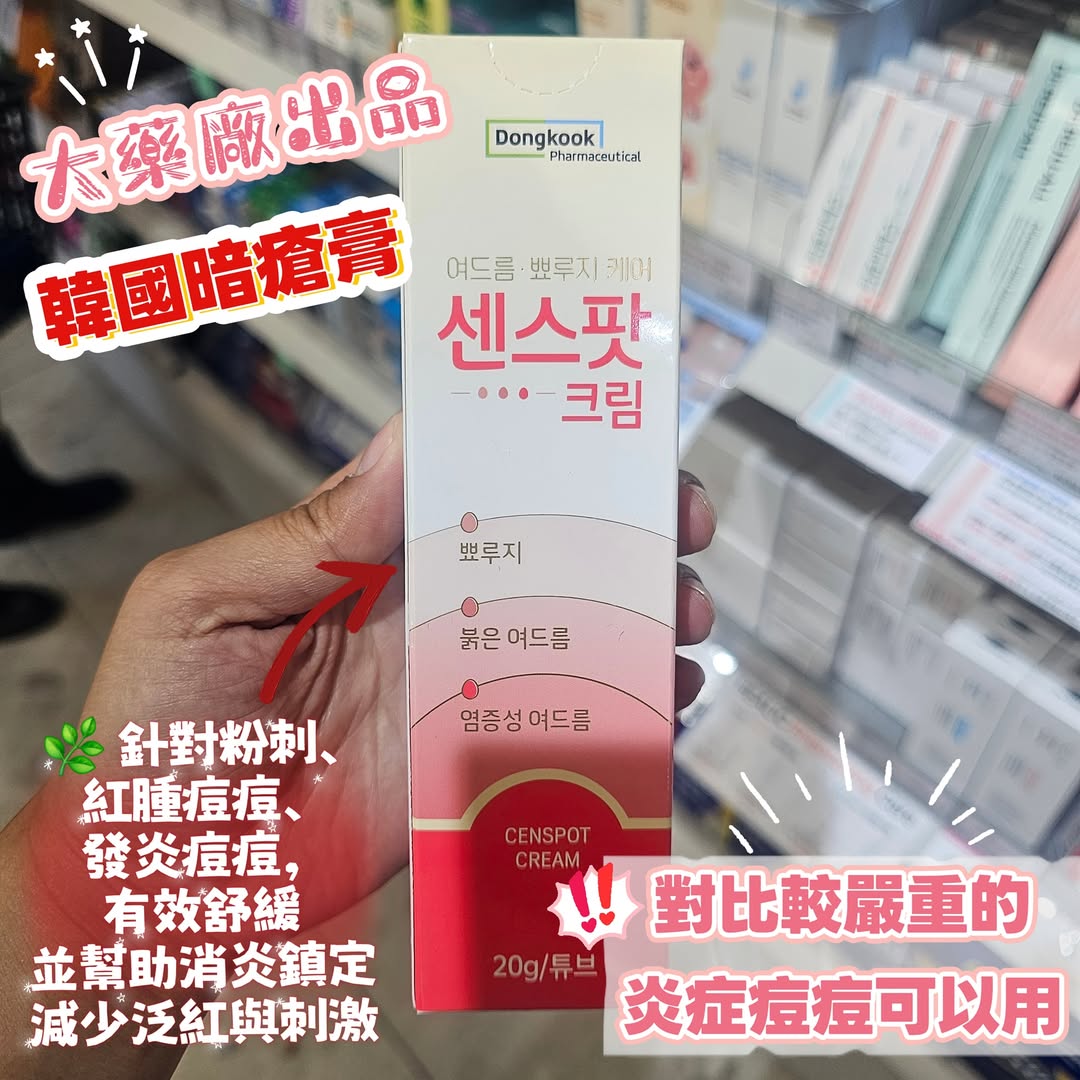 大藥廠出品
韓國暗瘡膏
Dongkook
Pharmaceutical
여드름·뾰루지 케어
센스팟
크림
뾰루지
붉은 여드름
염증성 여드름
CENSPOT
CREAM
20g/튜브
🌿 針對粉刺、
紅腫痘痘、
發炎痘痘，
有效舒緩
並幫助消炎鎮定
減少泛紅與刺激
‼️ 對比較嚴重的
炎症痘痘可以用